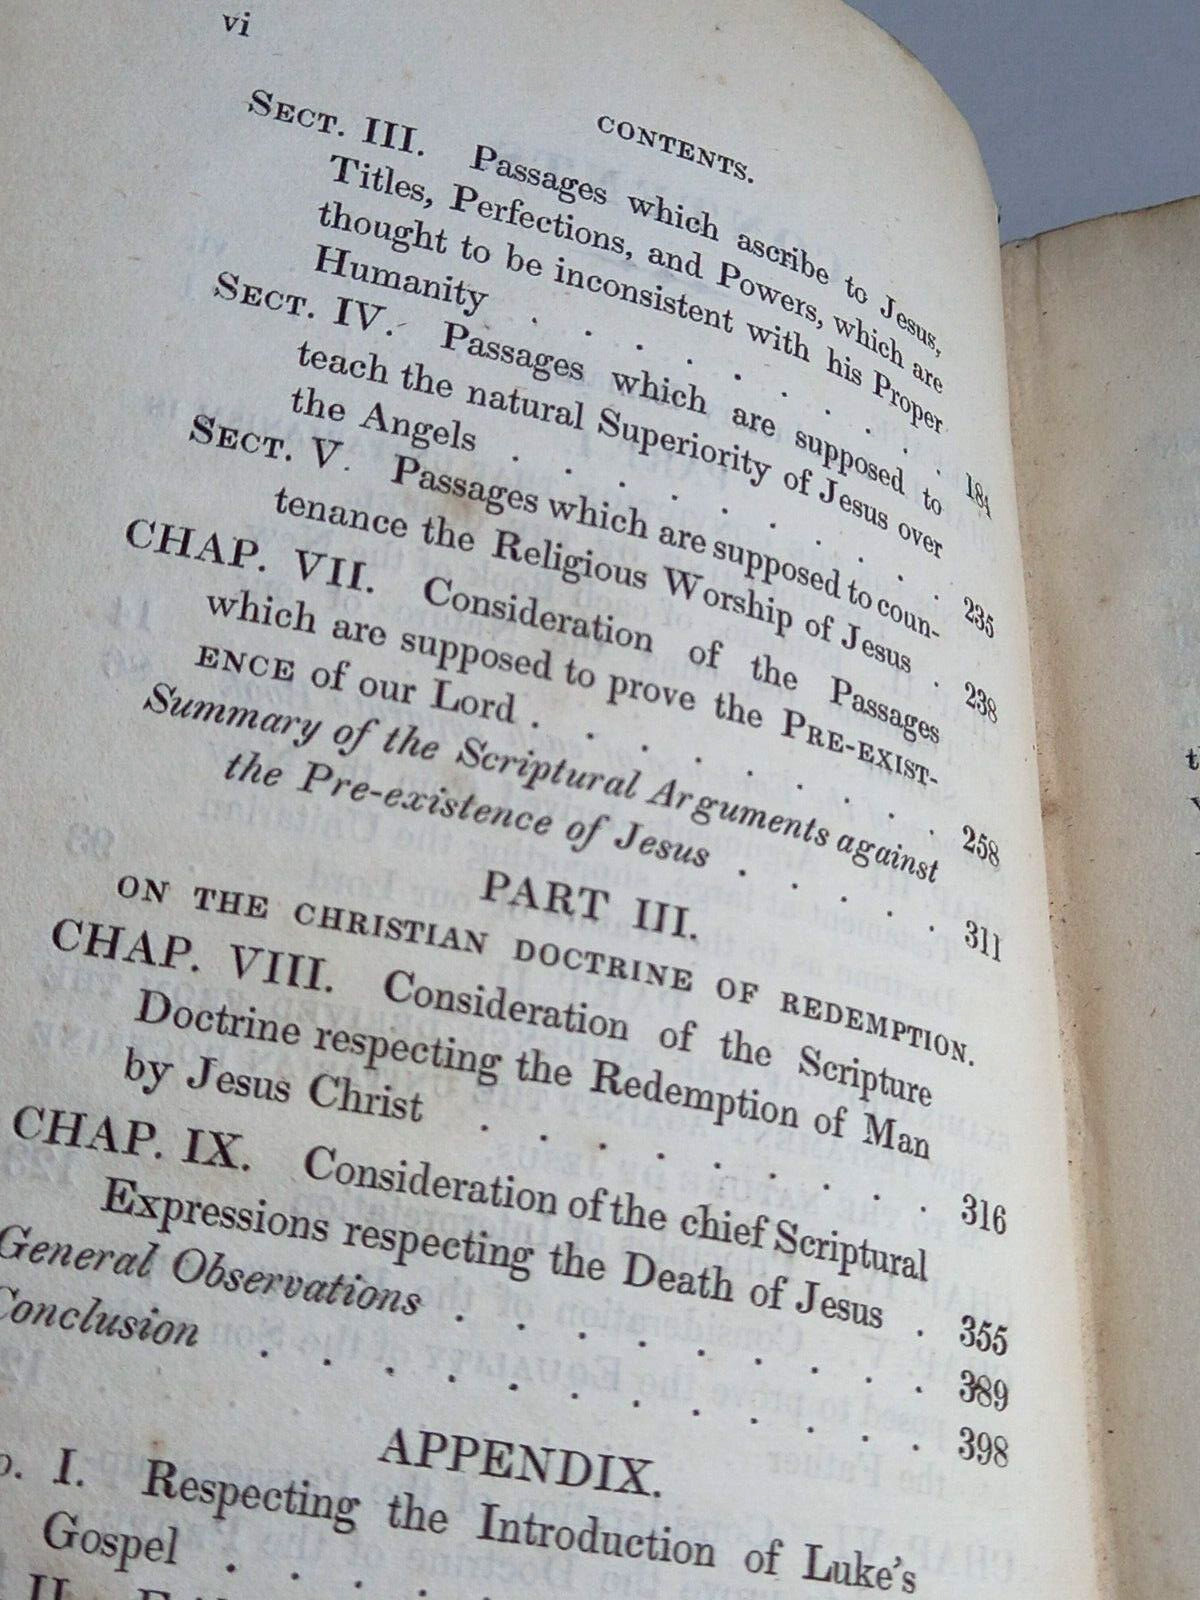 vi
CONTENTS.
SECT. III. Passages which ascribe to Jesus,
Titles, Perfections, and Powers, which are
thought to be inconsistent with his Proper
Humanity . . . . . . . . . 184
SECT. IV. Passages which are supposed to
teach the natural Superiority of Jesus over
the Angels . . . . . . . . . 235
SECT. V. Passages which are supposed to coun-
tenance the Religious Worship of Jesus . 238
CHAP. VII. Consideration of the Passages
which are supposed to prove the PRE-EXIST-
ENCE of our Lord . . . . . . . . 258
Summary of the Scriptural Arguments against
the Pre-existence of Jesus . . . . . 311
PART III.
ON THE CHRISTIAN DOCTRINE OF REDEMPTION.
CHAP. VIII. Consideration of the Scripture
Doctrine respecting the Redemption of Man
by Jesus Christ . . . . . . . . 316
CHAP. IX. Consideration of the chief Scriptural
Expressions respecting the Death of Jesus . 355
General Observations . . . . . . . . . 389
Conclusion . . . . . . . . . . . 398
APPENDIX.
I. Respecting the Introduction of Luke's
Gospel . . . .
II.